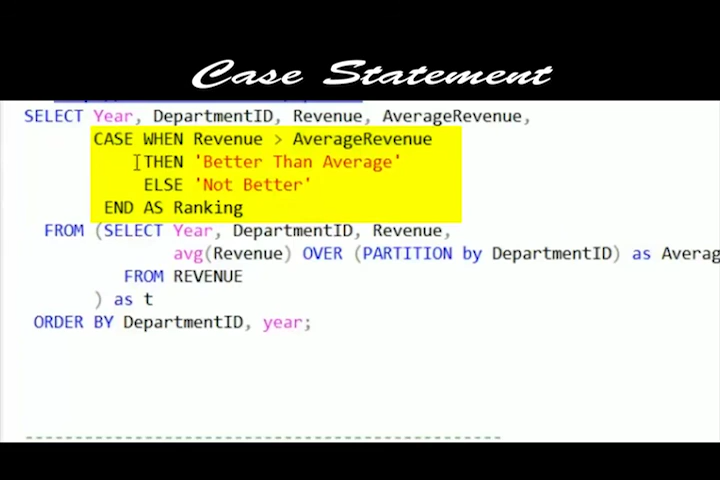 Case Statement
SELECT Year, DepartmentID, Revenue, AverageRevenue,
CASE WHEN Revenue > AverageRevenue
THEN 'Better Than Average'
ELSE 'Not Better'
END AS Ranking
FROM (SELECT Year, DepartmentID, Revenue,
avg(Revenue) OVER (PARTITION by DepartmentID) as Averag
FROM REVENUE
) as t
ORDER BY DepartmentID, year;